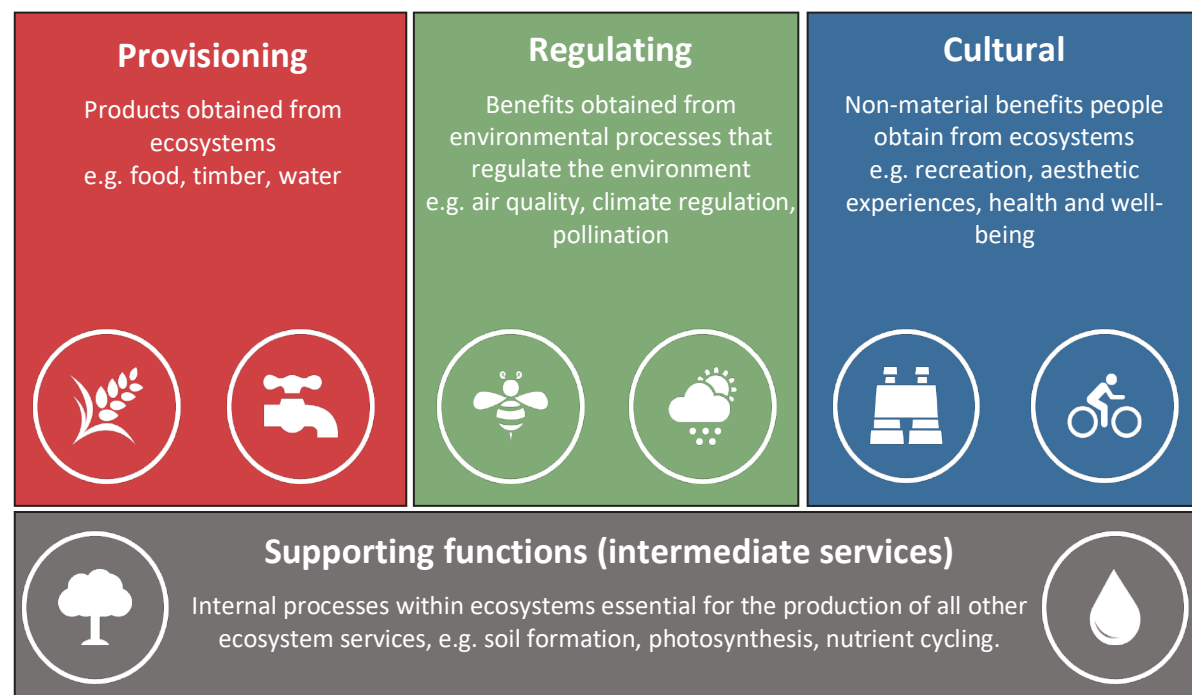 Provisioning
Products obtained from
ecosystems
e.g. food, timber, water
Regulating
Benefits obtained from
environmental processes that
regulate the environment
e.g. air quality, climate regulation,
pollination
Cultural
Non-material benefits people
obtain from ecosystems
e.g. recreation, aesthetic
experiences, health and well-
being
Supporting functions (intermediate services)
Internal processes within ecosystems essential for the production of all other
ecosystem services, e.g. soil formation, photosynthesis, nutrient cycling.